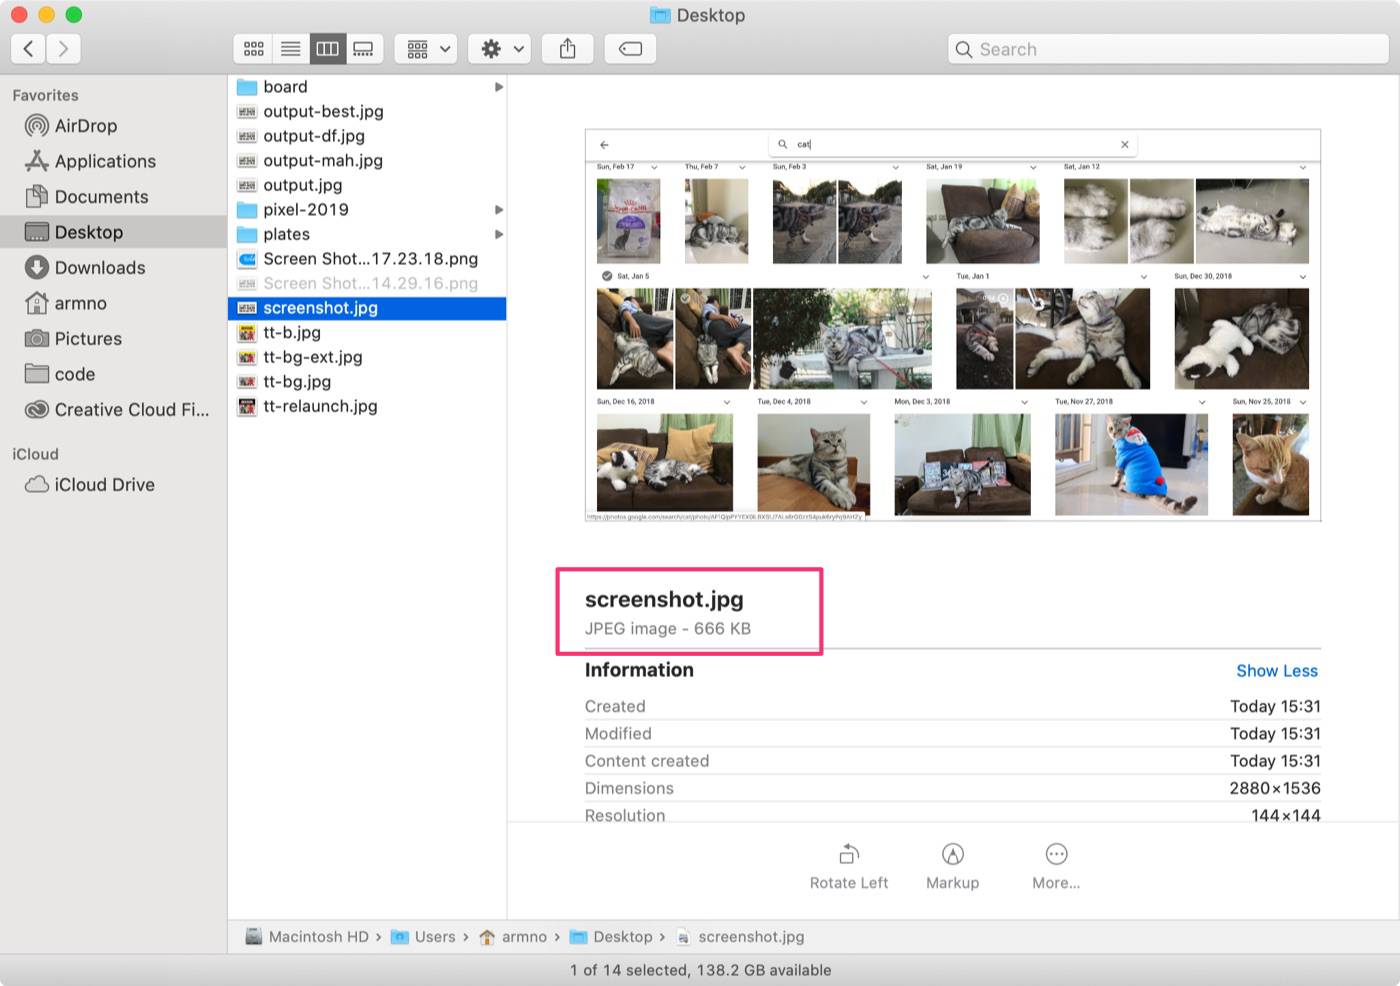 Desktop
Search
Favorites
AirDrop
Applications
Documents
Desktop
Downloads
armno
Pictures
code
Creative Cloud Fi...
iCloud
iCloud Drive
board
output-best.jpg
output-df.jpg
output-mah.jpg
output.jpg
pixel-2019
plates
Screen Shot...17.23.18.png
Screen Shot...14.29.16.png
screenshot.jpg
tt-b.jpg
tt-bg-ext.jpg
tt-bg.jpg
tt-relaunch.jpg
cat
Sun, Feb 17
Thu, Feb 7
Sun, Feb 3
Sat, Jan 19
Sat, Jan 12
Sat, Jan 5
Tue, Jan 1
Sun, Dec 30, 2018
Sun, Dec 16, 2018
Tue, Dec 4, 2018
Mon, Dec 3, 2018
Tue, Nov 27, 2018
Sun, Nov 25, 2018
screenshot.jpg
JPEG image - 666 KB
Information Show Less
Created Today 15:31
Modified Today 15:31
Content created Today 15:31
Dimensions 2880×1536
Resolution 144×144
Rotate Left Markup More...
Macintosh HD › Users › armno › Desktop › screenshot.jpg
1 of 14 selected, 138.2 GB available